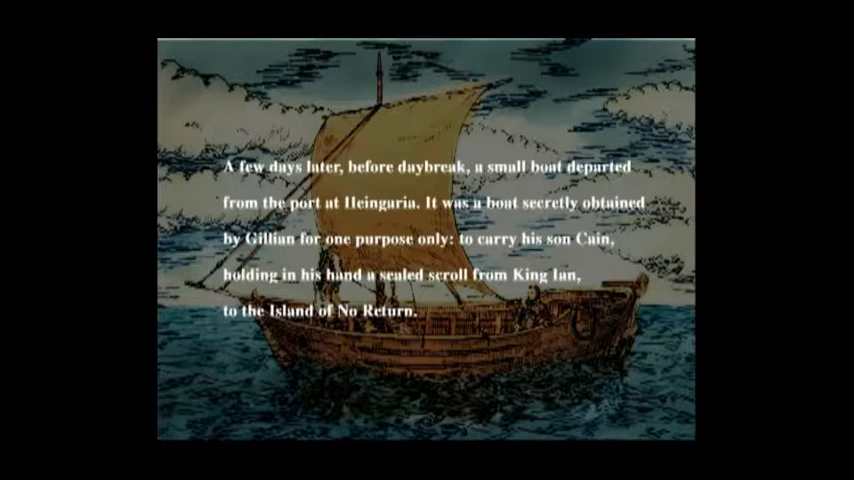 A few days later, before daybreak, a small boat departed
from the port at Heingaria. It was a boat secretly obtained
by Gillian for one purpose only: to carry his son Cain,
holding in his hand a sealed scroll from King Ian,
to the Island of No Return.